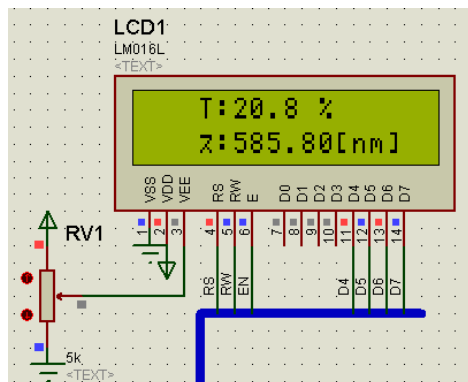 LCD1
LM016L
<TEXT>
T:20.8 %
⁠ƛ:585.80[nm]
VSS VDD VEE RS RW E D0 D1 D2 D3 D4 D5 D6 D7
1 2 3 4 5 6 7 8 9 10 11 12 13 14
RV1
RS RW EN D4 D5 D6 D7
5k
<TEXT>